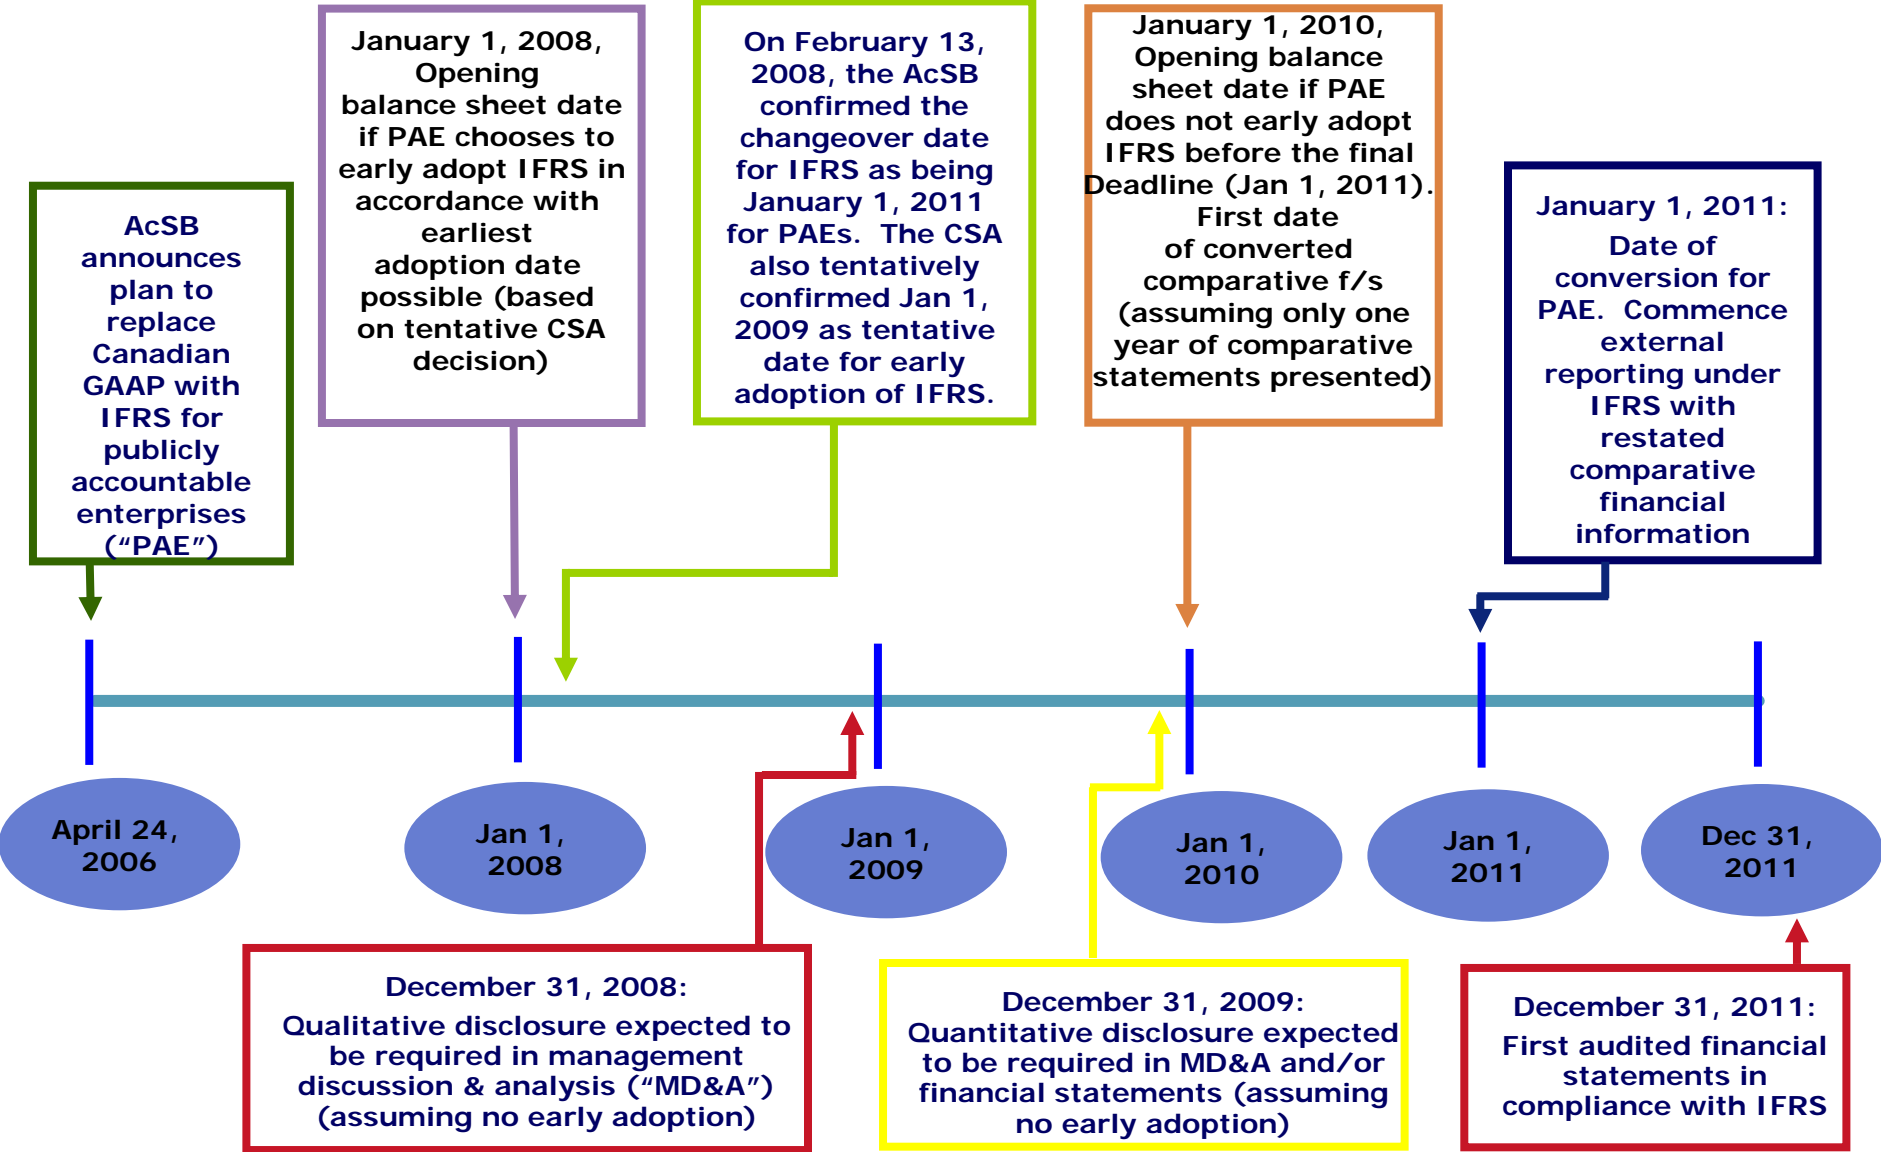 AcSB
announces
plan to
replace
Canadian
GAAP with
IFRS for
publicly
accountable
enterprises
(“PAE”)
January 1, 2008,
Opening
balance sheet date
if PAE chooses to
early adopt IFRS in
accordance with
earliest
adoption date
possible (based
on tentative CSA
decision)
On February 13,
2008, the AcSB
confirmed the
changeover date
for IFRS as being
January 1, 2011
for PAEs. The CSA
also tentatively
confirmed Jan 1,
2009 as tentative
date for early
adoption of IFRS.
January 1, 2010,
Opening balance
sheet date if PAE
does not early adopt
IFRS before the final
Deadline (Jan 1, 2011).
First date
of converted
comparative f/s
(assuming only one
year of comparative
statements presented)
January 1, 2011:
Date of
conversion for
PAE. Commence
external
reporting under
IFRS with
restated
comparative
financial
information
April 24,
2006
Jan 1,
2008
Jan 1,
2009
Jan 1,
2010
Jan 1,
2011
Dec 31,
2011
December 31, 2008:
Qualitative disclosure expected to
be required in management
discussion & analysis (“MD&A”)
(assuming no early adoption)
December 31, 2009:
Quantitative disclosure expected
to be required in MD&A and/or
financial statements (assuming
no early adoption)
December 31, 2011:
First audited financial
statements in
compliance with IFRS